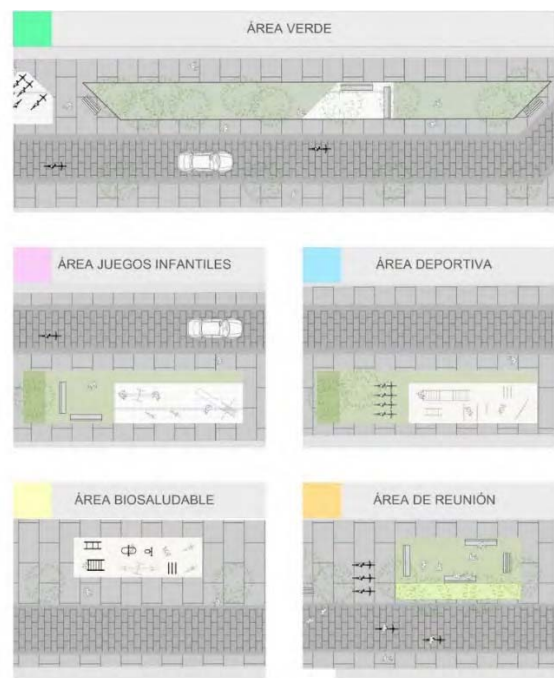 ÁREA VERDE
ÁREA JUEGOS INFANTILES
ÁREA DEPORTIVA
ÁREA BIOSALUDABLE
ÁREA DE REUNIÓN